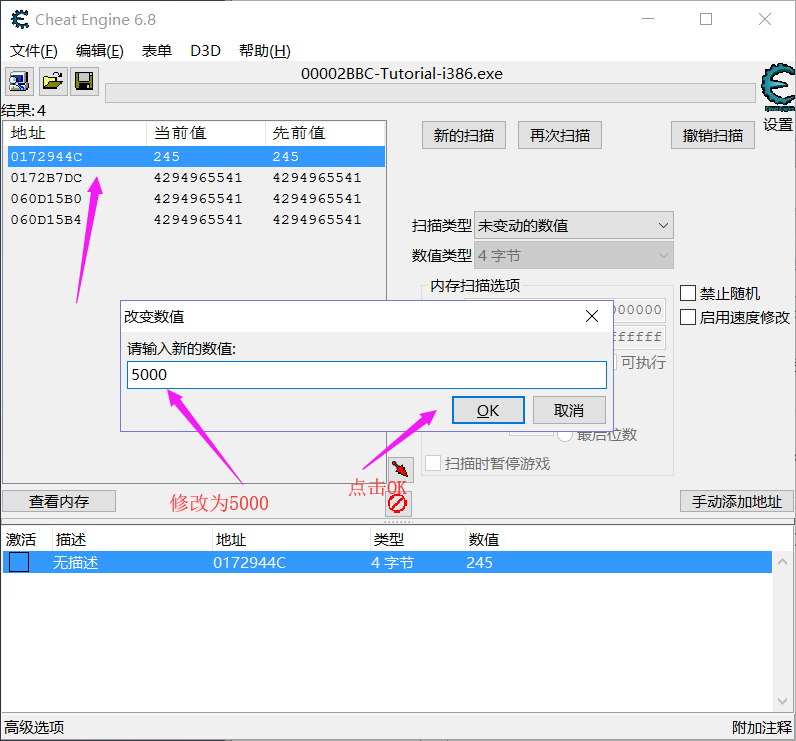 Cheat Engine 6.8
文件(F) 编辑(E) 表单 D3D 帮助(H)
00002BBC-Tutorial-i386.exe
结果:4
设置
地址 当前值 先前值
0172944C 245 245
0172B7DC 4294965541 4294965541
060D15B0 4294965541 4294965541
060D15B4 4294965541 4294965541
新的扫描 再次扫描 撤销扫描
扫描类型 未变动的数值
数值类型 4 字节
内存扫描选项
000000
ffffff
可执行
禁止随机
启用速度修改
改变数值
请输入新的数值:
5000
OK 取消
最后位数
扫描时暂停游戏
修改为5000
点击OK
查看内存 手动添加地址
激活 描述 地址 类型 数值
无描述 0172944C 4 字节 245
高级选项 附加注释